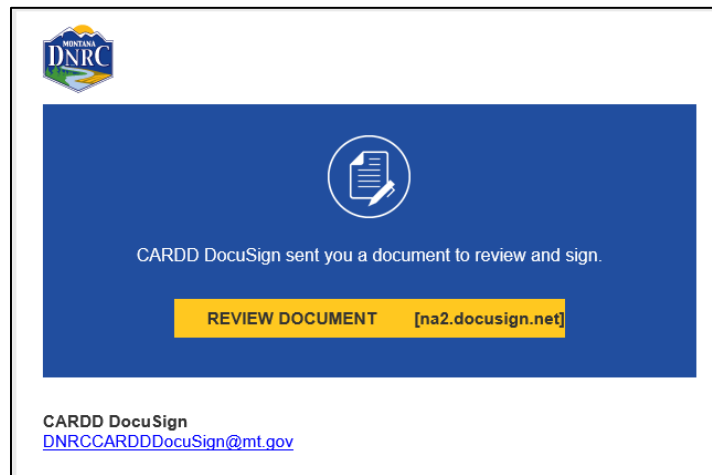 MONTANA
DNRC
CARDD DocuSign sent you a document to review and sign.
REVIEW DOCUMENT [na2.docusign.net]
CARDD DocuSign
DNRCCARDDDocuSign@mt.gov